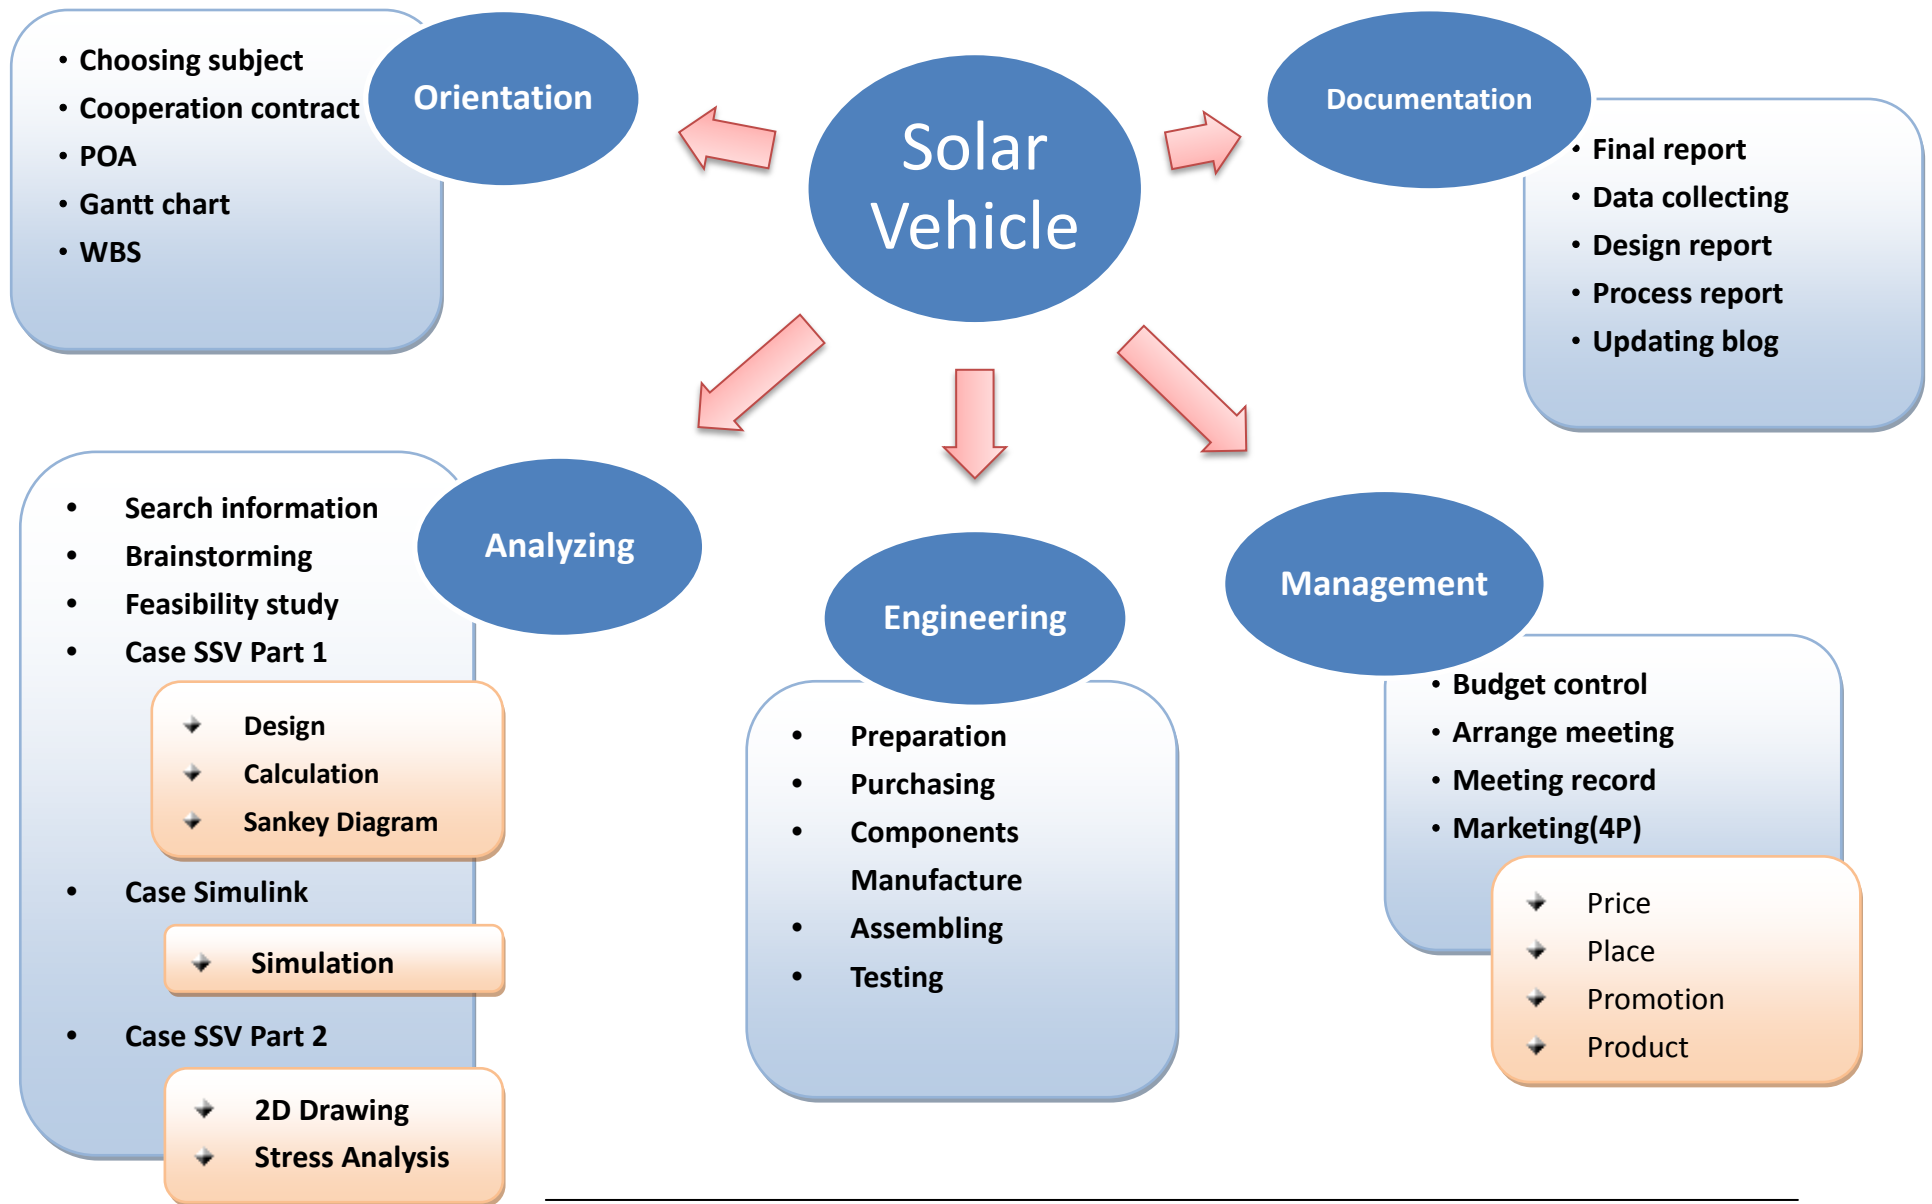 Solar
Vehicle
Orientation
• Choosing subject
• Cooperation contract
• POA
• Gantt chart
• WBS
Documentation
• Final report
• Data collecting
• Design report
• Process report
• Updating blog
Analyzing
• Search information
• Brainstorming
• Feasibility study
• Case SSV Part 1
Design
Calculation
Sankey Diagram
• Case Simulink
Simulation
• Case SSV Part 2
2D Drawing
Stress Analysis
Engineering
• Preparation
• Purchasing
• Components
Manufacture
• Assembling
• Testing
Management
• Budget control
• Arrange meeting
• Meeting record
• Marketing(4P)
Price
Place
Promotion
Product